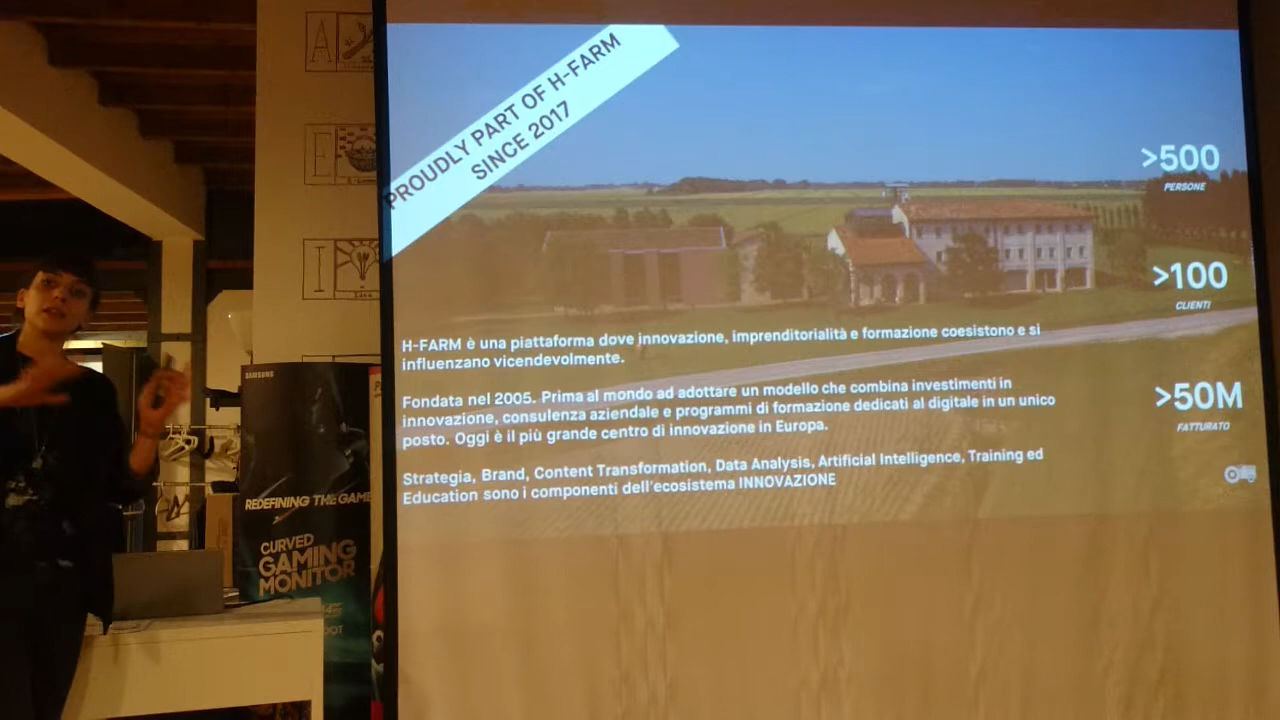 PROUDLY PART OF H-FARM
SINCE 2017
>500
PERSONE
>100
CLIENTI
>50M
FATTURATO
H-FARM è una piattaforma dove innovazione, imprenditorialità e formazione coesistono e si
influenzano vicendevolmente.
Fondata nel 2005. Prima al mondo ad adottare un modello che combina investimenti in
innovazione, consulenza aziendale e programmi di formazione dedicati al digitale in un unico
posto. Oggi è il più grande centro di innovazione in Europa.
Strategia, Brand, Content Transformation, Data Analysis, Artificial Intelligence, Training ed
Education sono i componenti dell'ecosistema INNOVAZIONE
A
E
I
SAMSUNG
REDEFINING THE GAME
CURVED
GAMING
MONITOR